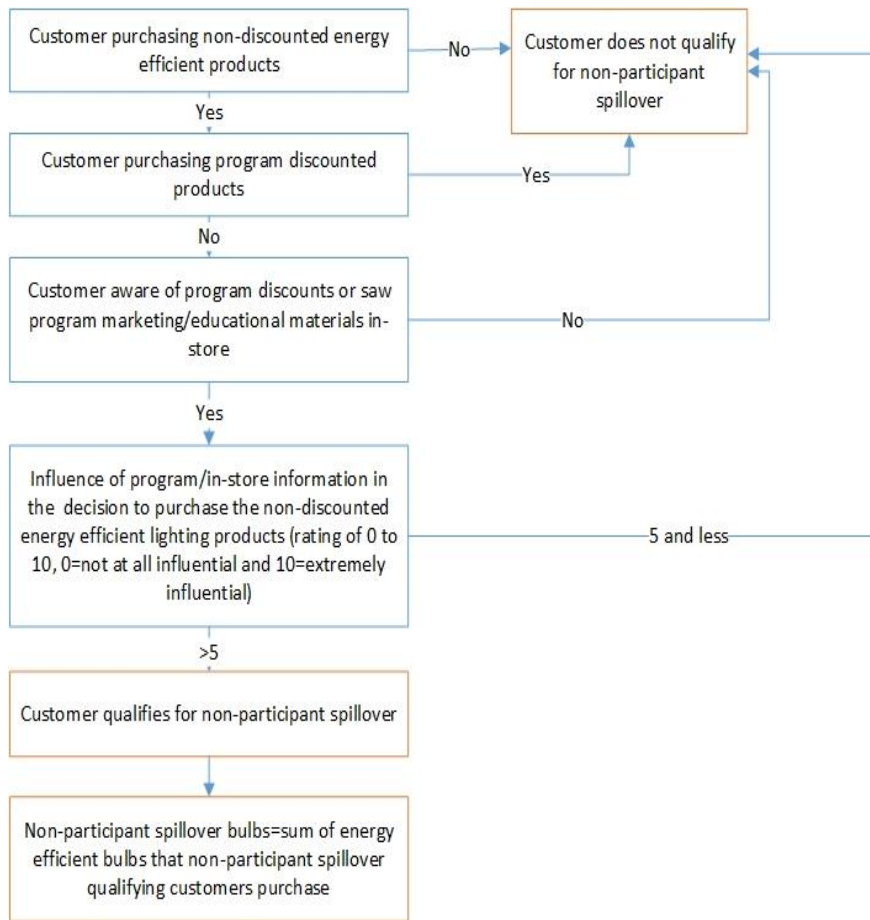 Customer purchasing non-discounted energy
efficient products
No
Customer does not qualify
for non-participant
spillover
Yes
Customer purchasing program discounted
products
Yes
No
Customer aware of program discounts or saw
program marketing/educational materials in-
store
No
Yes
Influence of program/in-store information in
the decision to purchase the non-discounted
energy efficient lighting products (rating of 0 to
10, 0=not at all influential and 10=extremely
influential)
5 and less
>5
Customer qualifies for non-participant spillover
Non-participant spillover bulbs=sum of energy
efficient bulbs that non-participant spillover
qualifying customers purchase